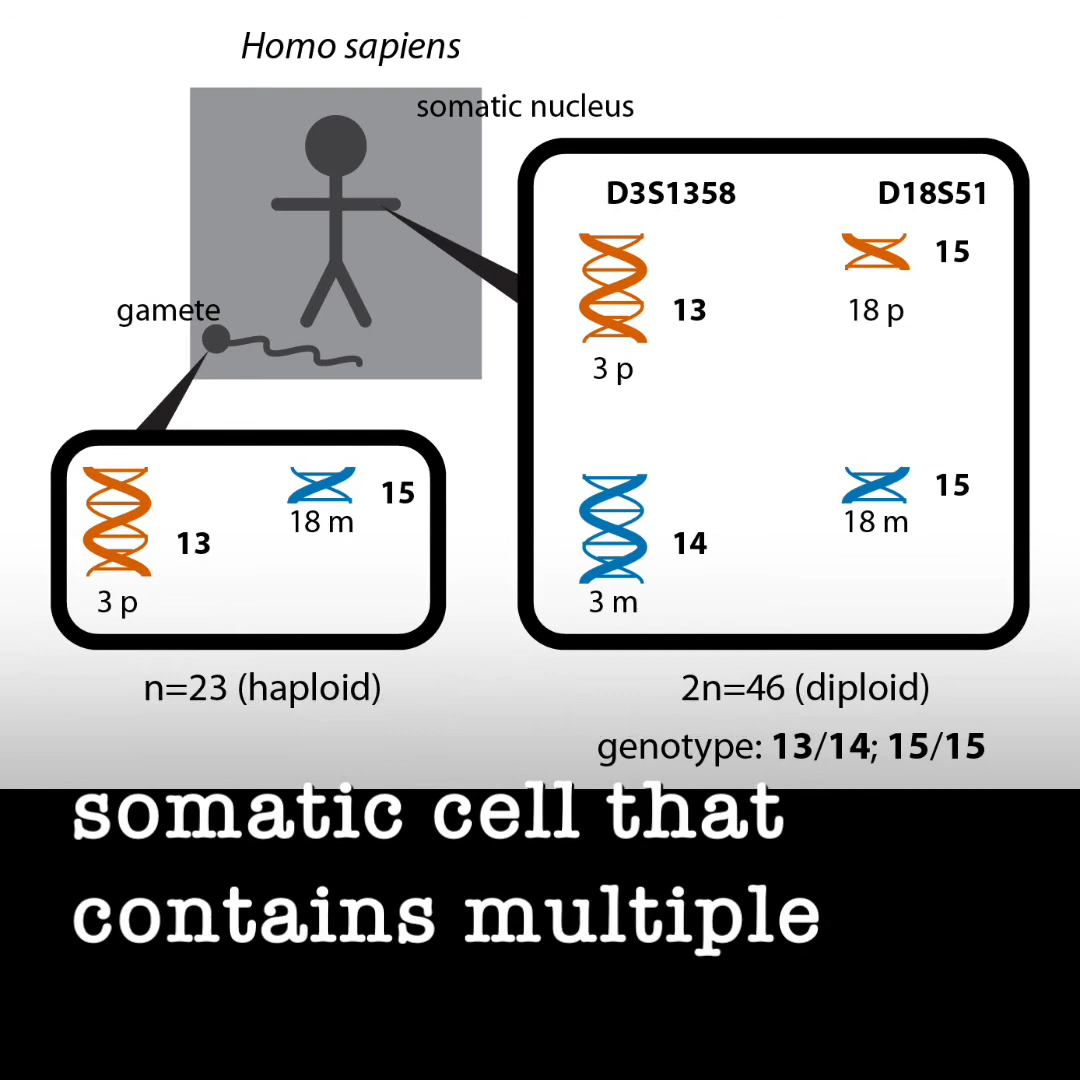 Homo sapiens
somatic nucleus
gamete
D3S1358
D18S51
15
13
18 p
3 p
15
14
18 m
3 m
15
13
18 m
3 p
n=23 (haploid)
2n=46 (diploid)
genotype: 13/14; 15/15
somatic cell that
contains multiple